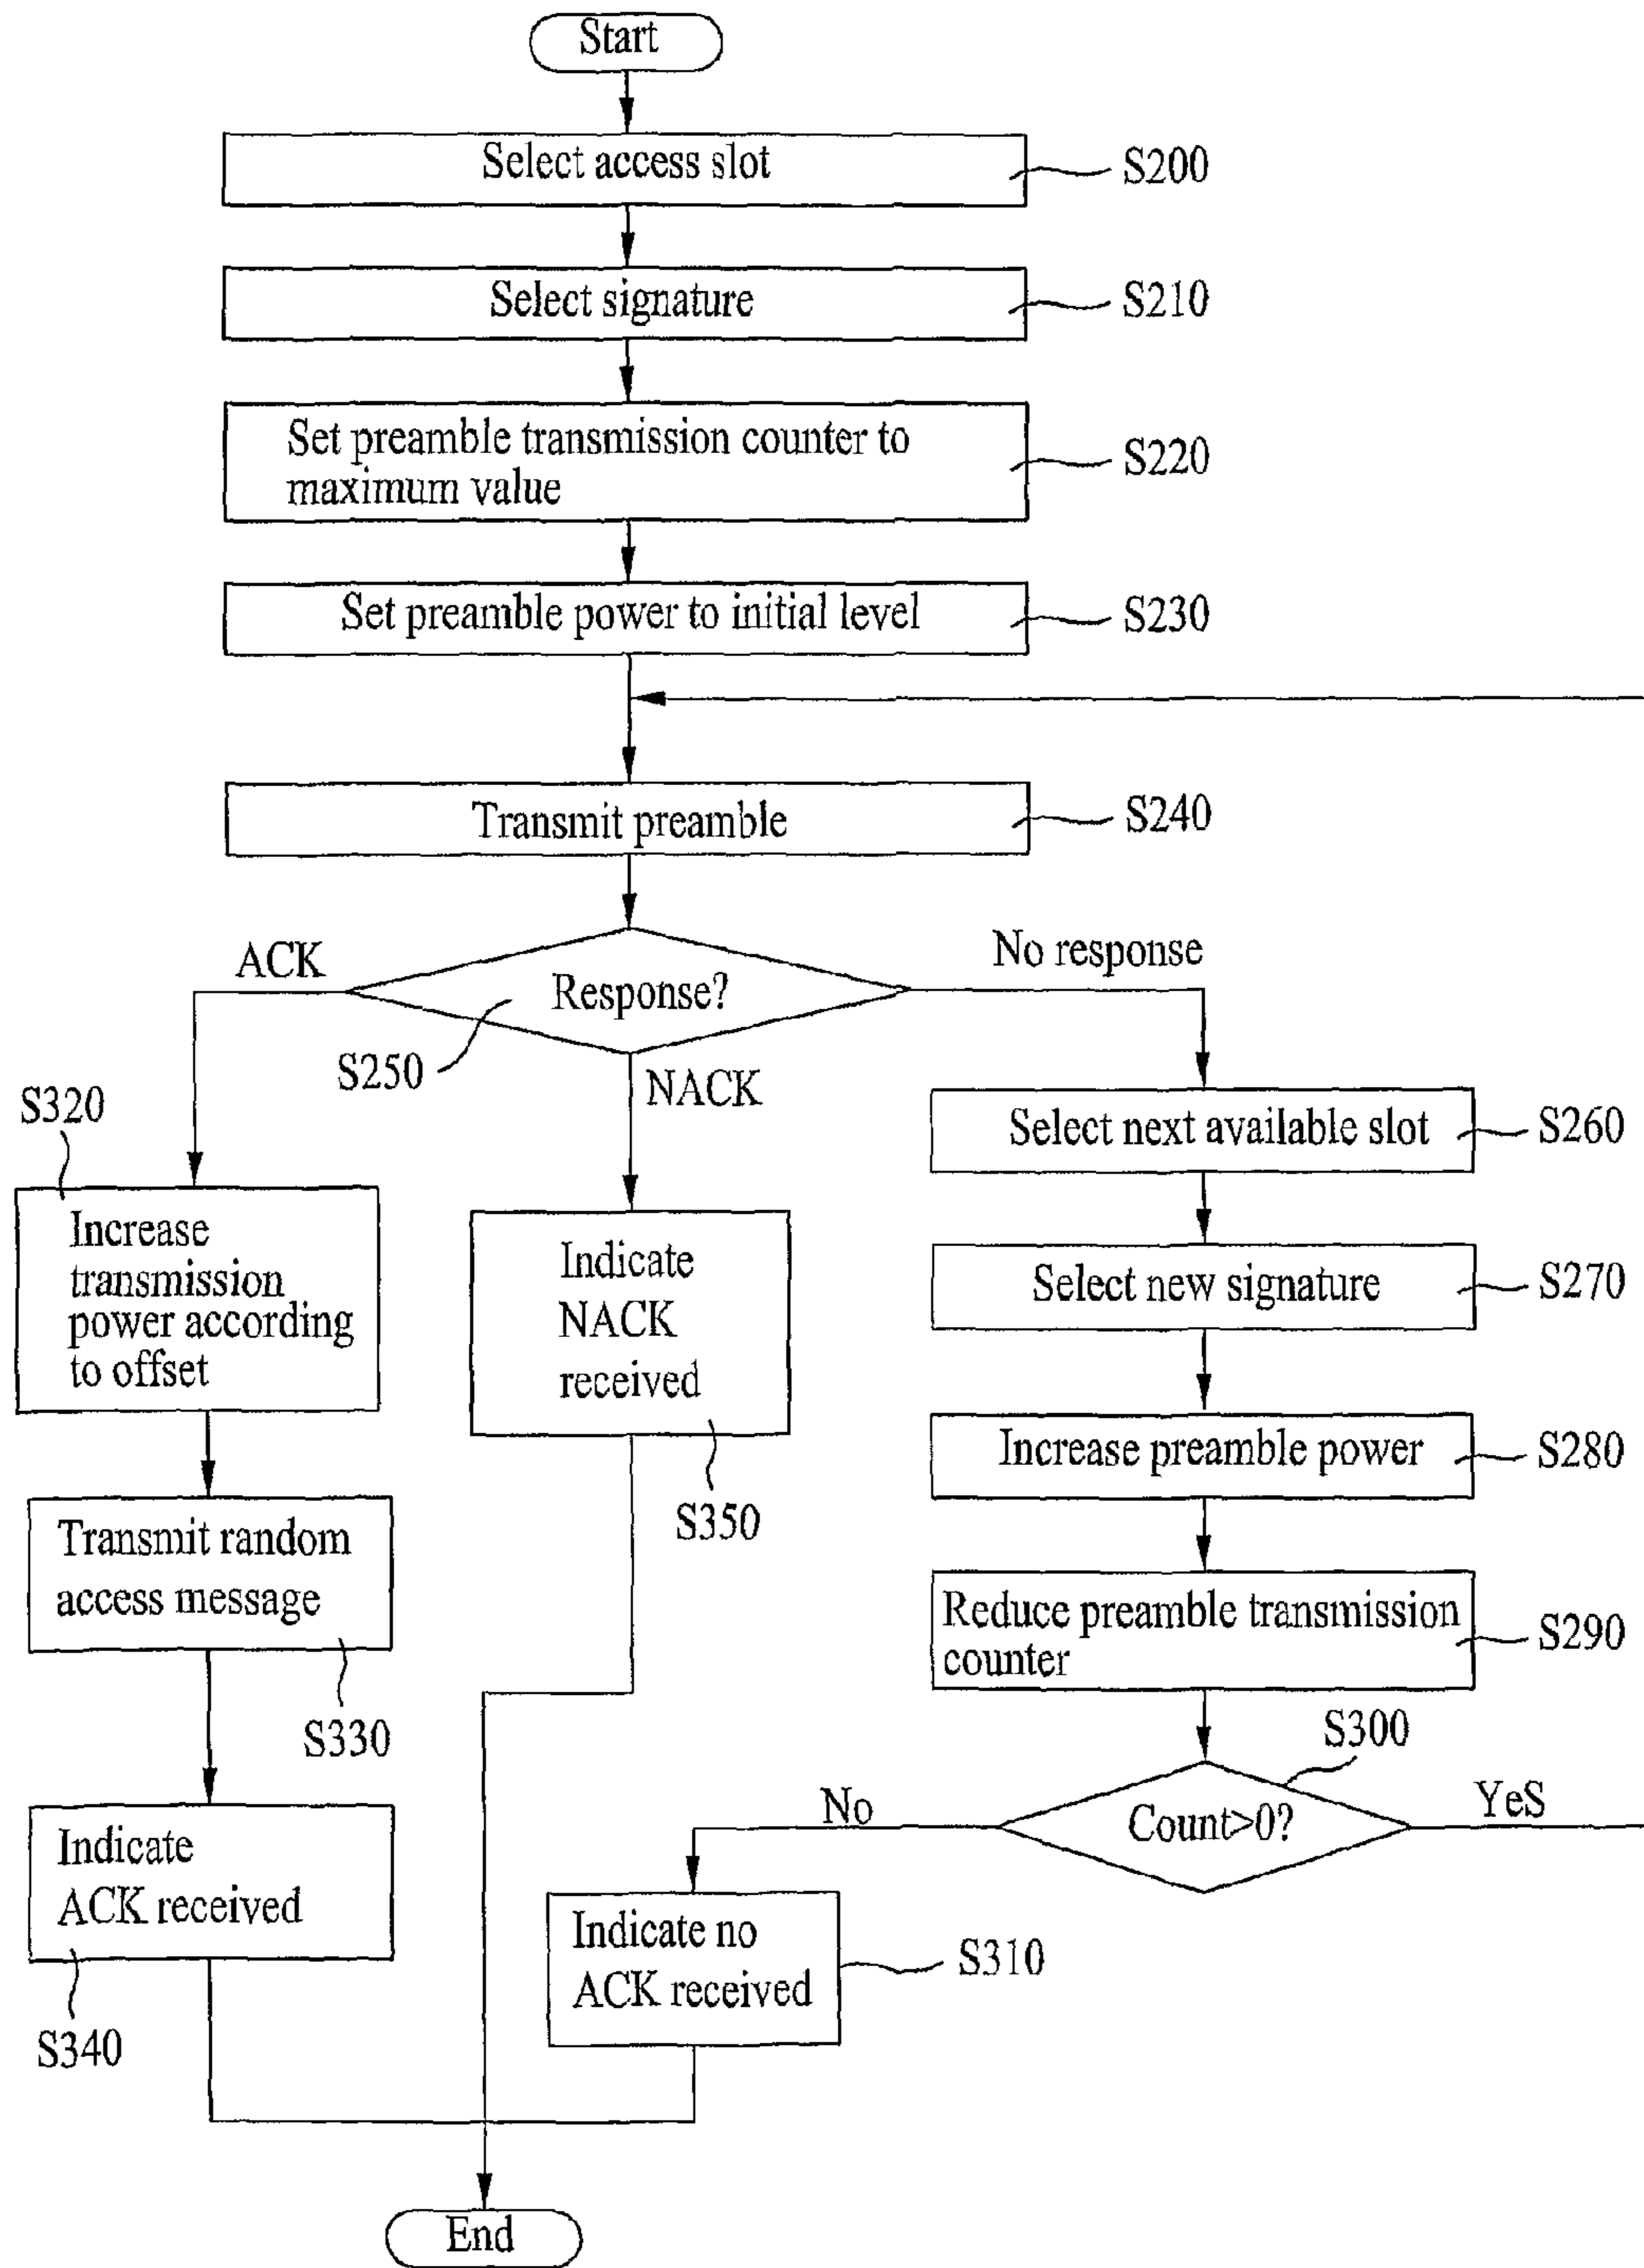 Start
Select access slot
S200
Select signature
S210
Set preamble transmission counter to
maximum value
S220
Set preamble power to initial level
S230
Transmit preamble
S240
ACK
Response?
No response
S250
NACK
S320
Increase
transmission
power according
to offset
Indicate
NACK
received
S350
Select next available slot
S260
Select new signature
S270
Increase preamble power
S280
Transmit random
access message
S330
Reduce preamble transmission
counter
S290
S300
Count>0?
No
YeS
Indicate
ACK received
S340
Indicate no
ACK received
S310
End